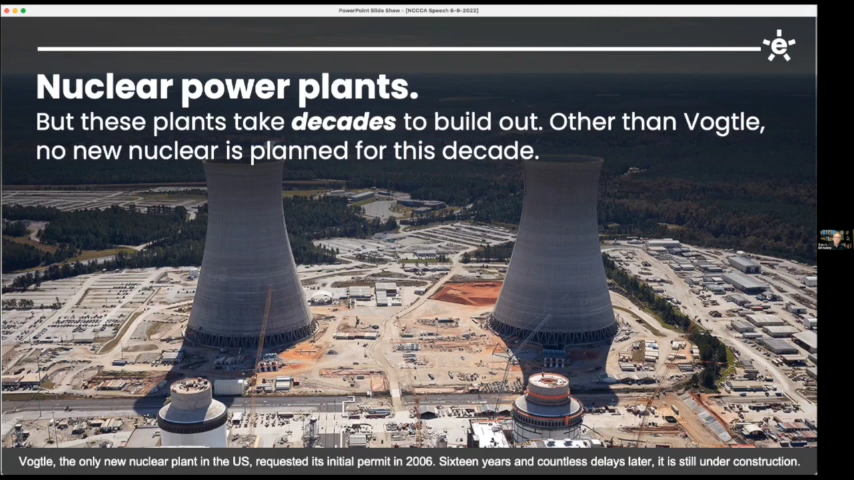 PowerPoint Slide Show - [NCCCA Speech 6-9-2022]
e
Nuclear power plants.
But these plants take decades to build out. Other than Vogtle,
no new nuclear is planned for this decade.
Vogtle, the only new nuclear plant in the US, requested its initial permit in 2006. Sixteen years and countless delays later, it is still under construction.